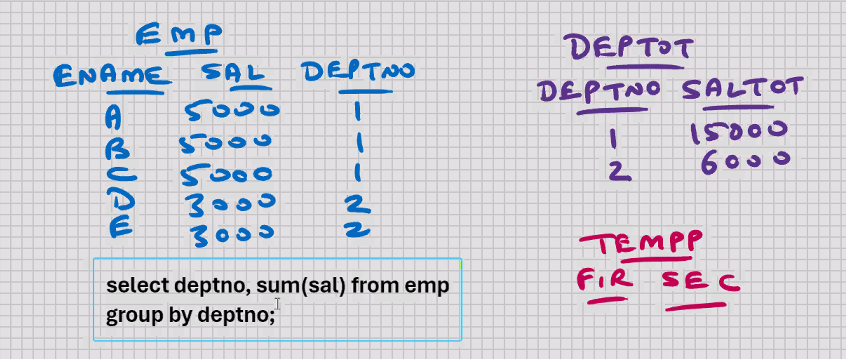 EMP
ENAME SAL DEPTNO
A 5000 1
B 5000 1
C 5000 1
D 3000 2
E 3000 2
select deptno, sum(sal) from emp
group by deptno;
DEPTOT
DEPTNO SALTOT
1 15000
2 6000
TEMPP
FIR SEC